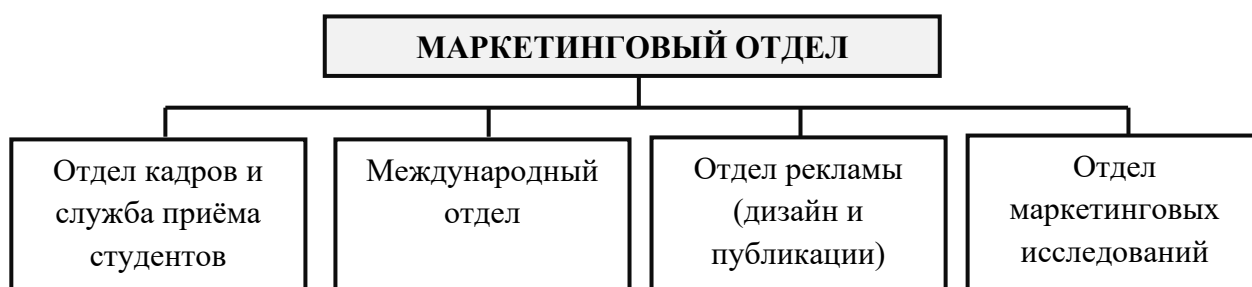 МАРКЕТИНГОВЫЙ ОТДЕЛ
Отдел кадров и
служба приёма
студентов
Международный
отдел
Отдел рекламы
(дизайн и
публикации)
Отдел
маркетинговых
исследований